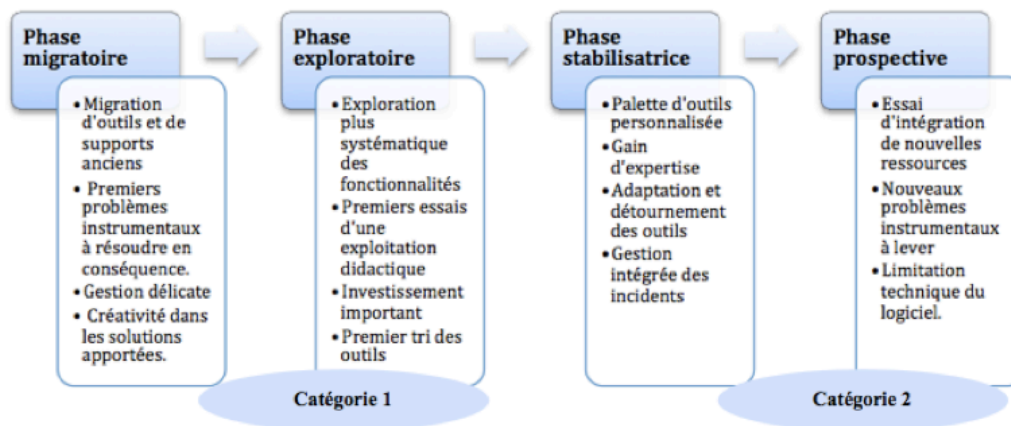 Phase
migratoire
• Migration
d'outils et de
supports
anciens
• Premiers
problèmes
instrumentaux
à résoudre en
conséquence.
• Gestion délicate
• Créativité dans
les solutions
apportées.
Phase
exploratoire
• Exploration
plus
systématique
des
fonctionnalités
• Premiers essais
d'une
exploitation
didactique
• Investissement
important
• Premier tri des
outils
Phase
stabilisatrice
• Palette d'outils
personnalisée
• Gain
d'expertise
• Adaptation et
détournement
des outils
• Gestion
intégrée des
incidents
Phase
prospective
• Essai
d'intégration
de nouvelles
ressources
• Nouveaux
problèmes
instrumentaux
à lever
• Limitation
technique du
logiciel.
Catégorie 1
Catégorie 2